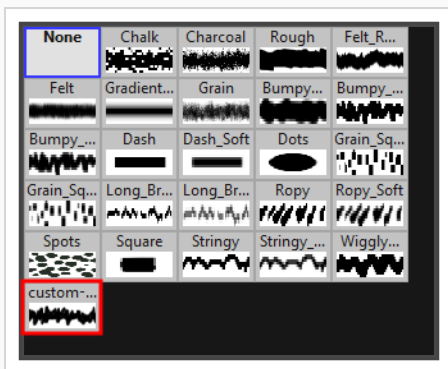 None Chalk Charcoal Rough Felt_R...
Felt Gradient... Grain Bumpy... Bumpy_...
Bumpy_... Dash Dash_Soft Dots Grain_Sq...
Grain_Sq... Long_Br... Long_Br... Ropy Ropy_Soft
Spots Square Stringy Stringy_... Wiggly...
custom-...